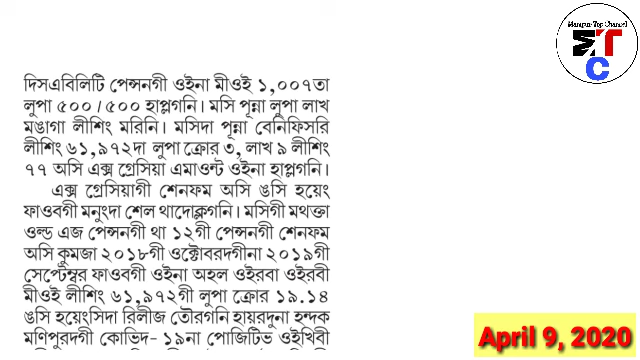 Manipur Top Channel
MTC
দিসএবিলিটি পেন্সনগী ওইনা মীওই ১,০০৭তা
লুপা ৫০০/৫০০ হাপ্লগনি। মসি পূন্না লুপা লাখ
মঙাগা লীশিং মরিনি। মসিদা পূন্না বেনিফিসরি
লীশিং ৬১,৯৭২দা লুপা ক্রোর ৩, লাখ ৯ লীশিং
৭৭ অসি এক্স গ্রেসিয়া এমাওন্ট ওইনা হাপ্লগনি।
এক্স গ্রেসিয়াগী শেনফম অসি ঙসি হয়েং
ফাওবগী মনুংদা শেল থাদোক্লগনি। মসিগী মথক্তা
ওল্ড এজ পেন্সনগী থা ১২গী পেন্সনগী শেনফম
অসি কুমজা ২০১৮গী ওক্টোবরদগীনা ২০১৯গী
সেপ্টেম্বর ফাওবগী ওইনা অহল ওইরবা ওইরবী
মীওই লীশিং ৬১,৯৭২গী লুপা ক্রোর ১৯.১৪
ঙসি হয়েংসিদা রিলীজ তৌরগনি হায়রদুনা হন্দক
মণিপুরদগী কোভিদ- ১৯না পোজিটিভ ওইখিবী
April 9, 2020